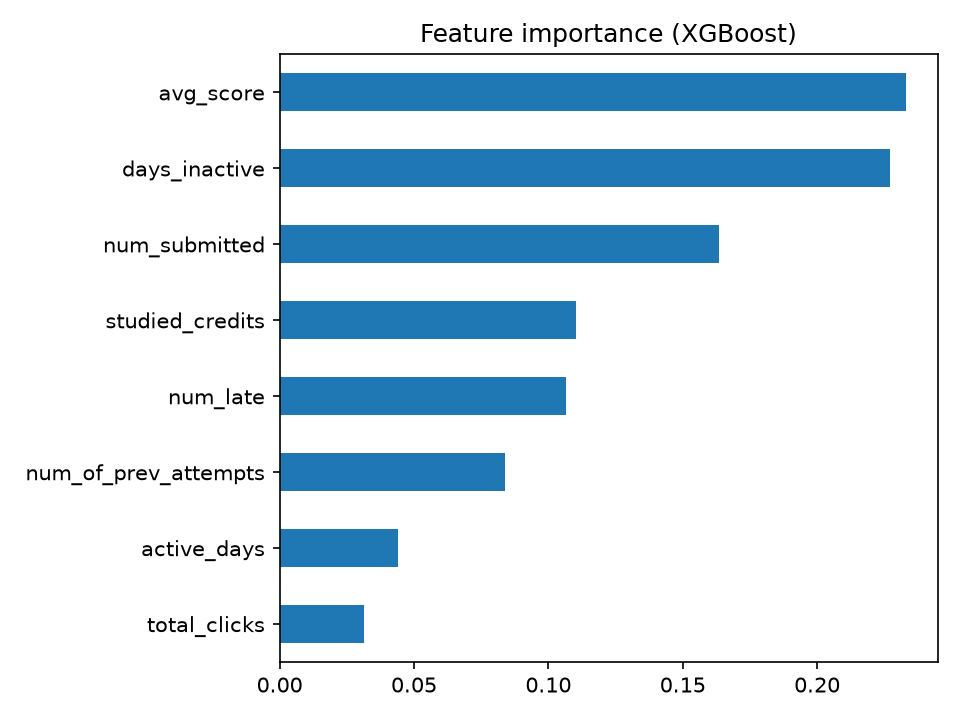 Feature importance (XGBoost)
avg_score
days_inactive
num_submitted
studied_credits
num_late
num_of_prev_attempts
active_days
total_clicks
0.00 0.05 0.10 0.15 0.20